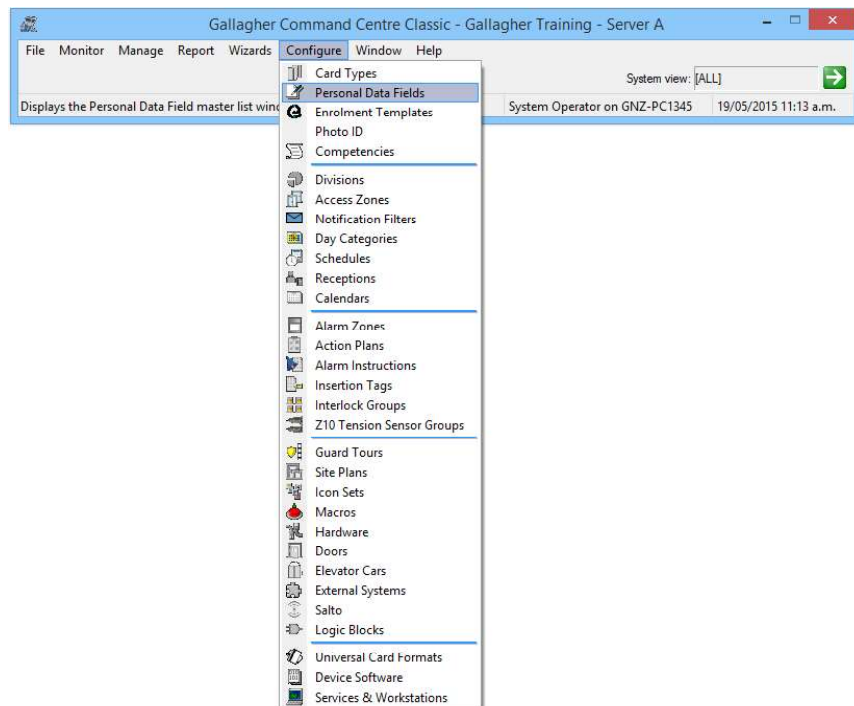 Gallagher Command Centre Classic - Gallagher Training - Server A
File Monitor Manage Report Wizards Configure Window Help
System view: [ALL]
Displays the Personal Data Field master list wind
System Operator on GNZ-PC1345 19/05/2015 11:13 a.m.
Card Types
Personal Data Fields
Enrolment Templates
Photo ID
Competencies
Divisions
Access Zones
Notification Filters
Day Categories
Schedules
Receptions
Calendars
Alarm Zones
Action Plans
Alarm Instructions
Insertion Tags
Interlock Groups
Z10 Tension Sensor Groups
Guard Tours
Site Plans
Icon Sets
Macros
Hardware
Doors
Elevator Cars
External Systems
Salto
Logic Blocks
Universal Card Formats
Device Software
Services & Workstations